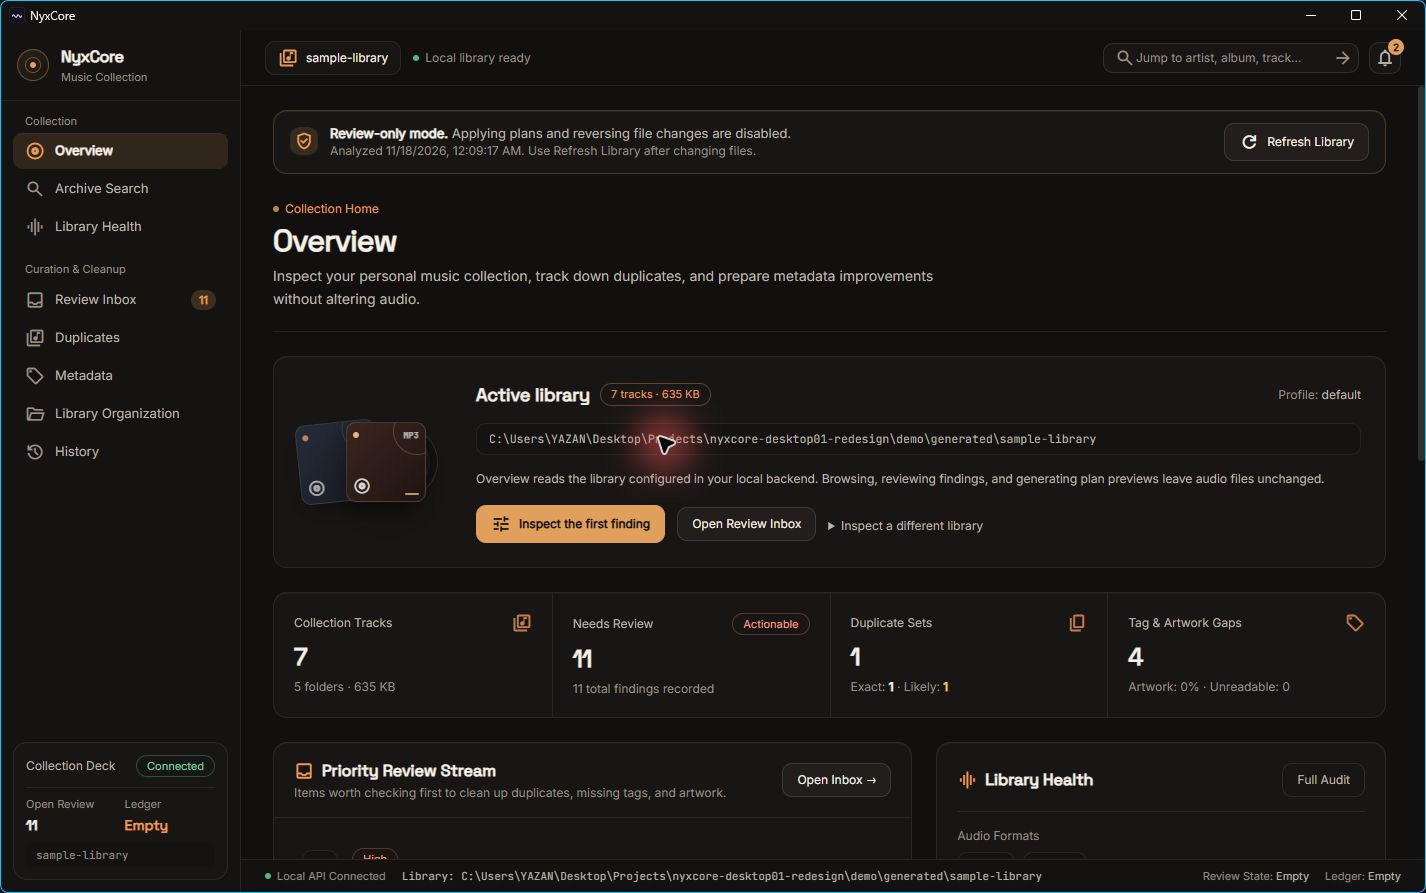 NyxCore
NyxCore
Music Collection
Collection
Overview
Archive Search
Library Health
Curation & Cleanup
Review Inbox 11
Duplicates
Metadata
Library Organization
History
Collection Deck Connected
Open Review Ledger
11 Empty
sample-library
sample-library Local library ready Jump to artist, album, track... 2
Review-only mode. Applying plans and reversing file changes are disabled.
Analyzed 11/18/2026, 12:09:17 AM. Use Refresh Library after changing files.
Refresh Library
Collection Home
Overview
Inspect your personal music collection, track down duplicates, and prepare metadata improvements
without altering audio.
MP3
Active library 7 tracks · 635 KB Profile: default
C:\Users\YAZAN\Desktop\Projects\nyxcore-desktop01-redesign\demo\generated\sample-library
Overview reads the library configured in your local backend. Browsing, reviewing findings, and generating plan previews leave audio files unchanged.
Inspect the first finding Open Review Inbox Inspect a different library
Collection Tracks
7
5 folders · 635 KB
Needs Review Actionable
11
11 total findings recorded
Duplicate Sets
1
Exact: 1 · Likely: 1
Tag & Artwork Gaps
4
Artwork: 0% · Unreadable: 0
Priority Review Stream
Items worth checking first to clean up duplicates, missing tags, and artwork.
Open Inbox →
High
Library Health Full Audit
Audio Formats
Local API Connected Library: C:\Users\YAZAN\Desktop\Projects\nyxcore-desktop01-redesign\demo\generated\sample-library Review State: Empty Ledger: Empty